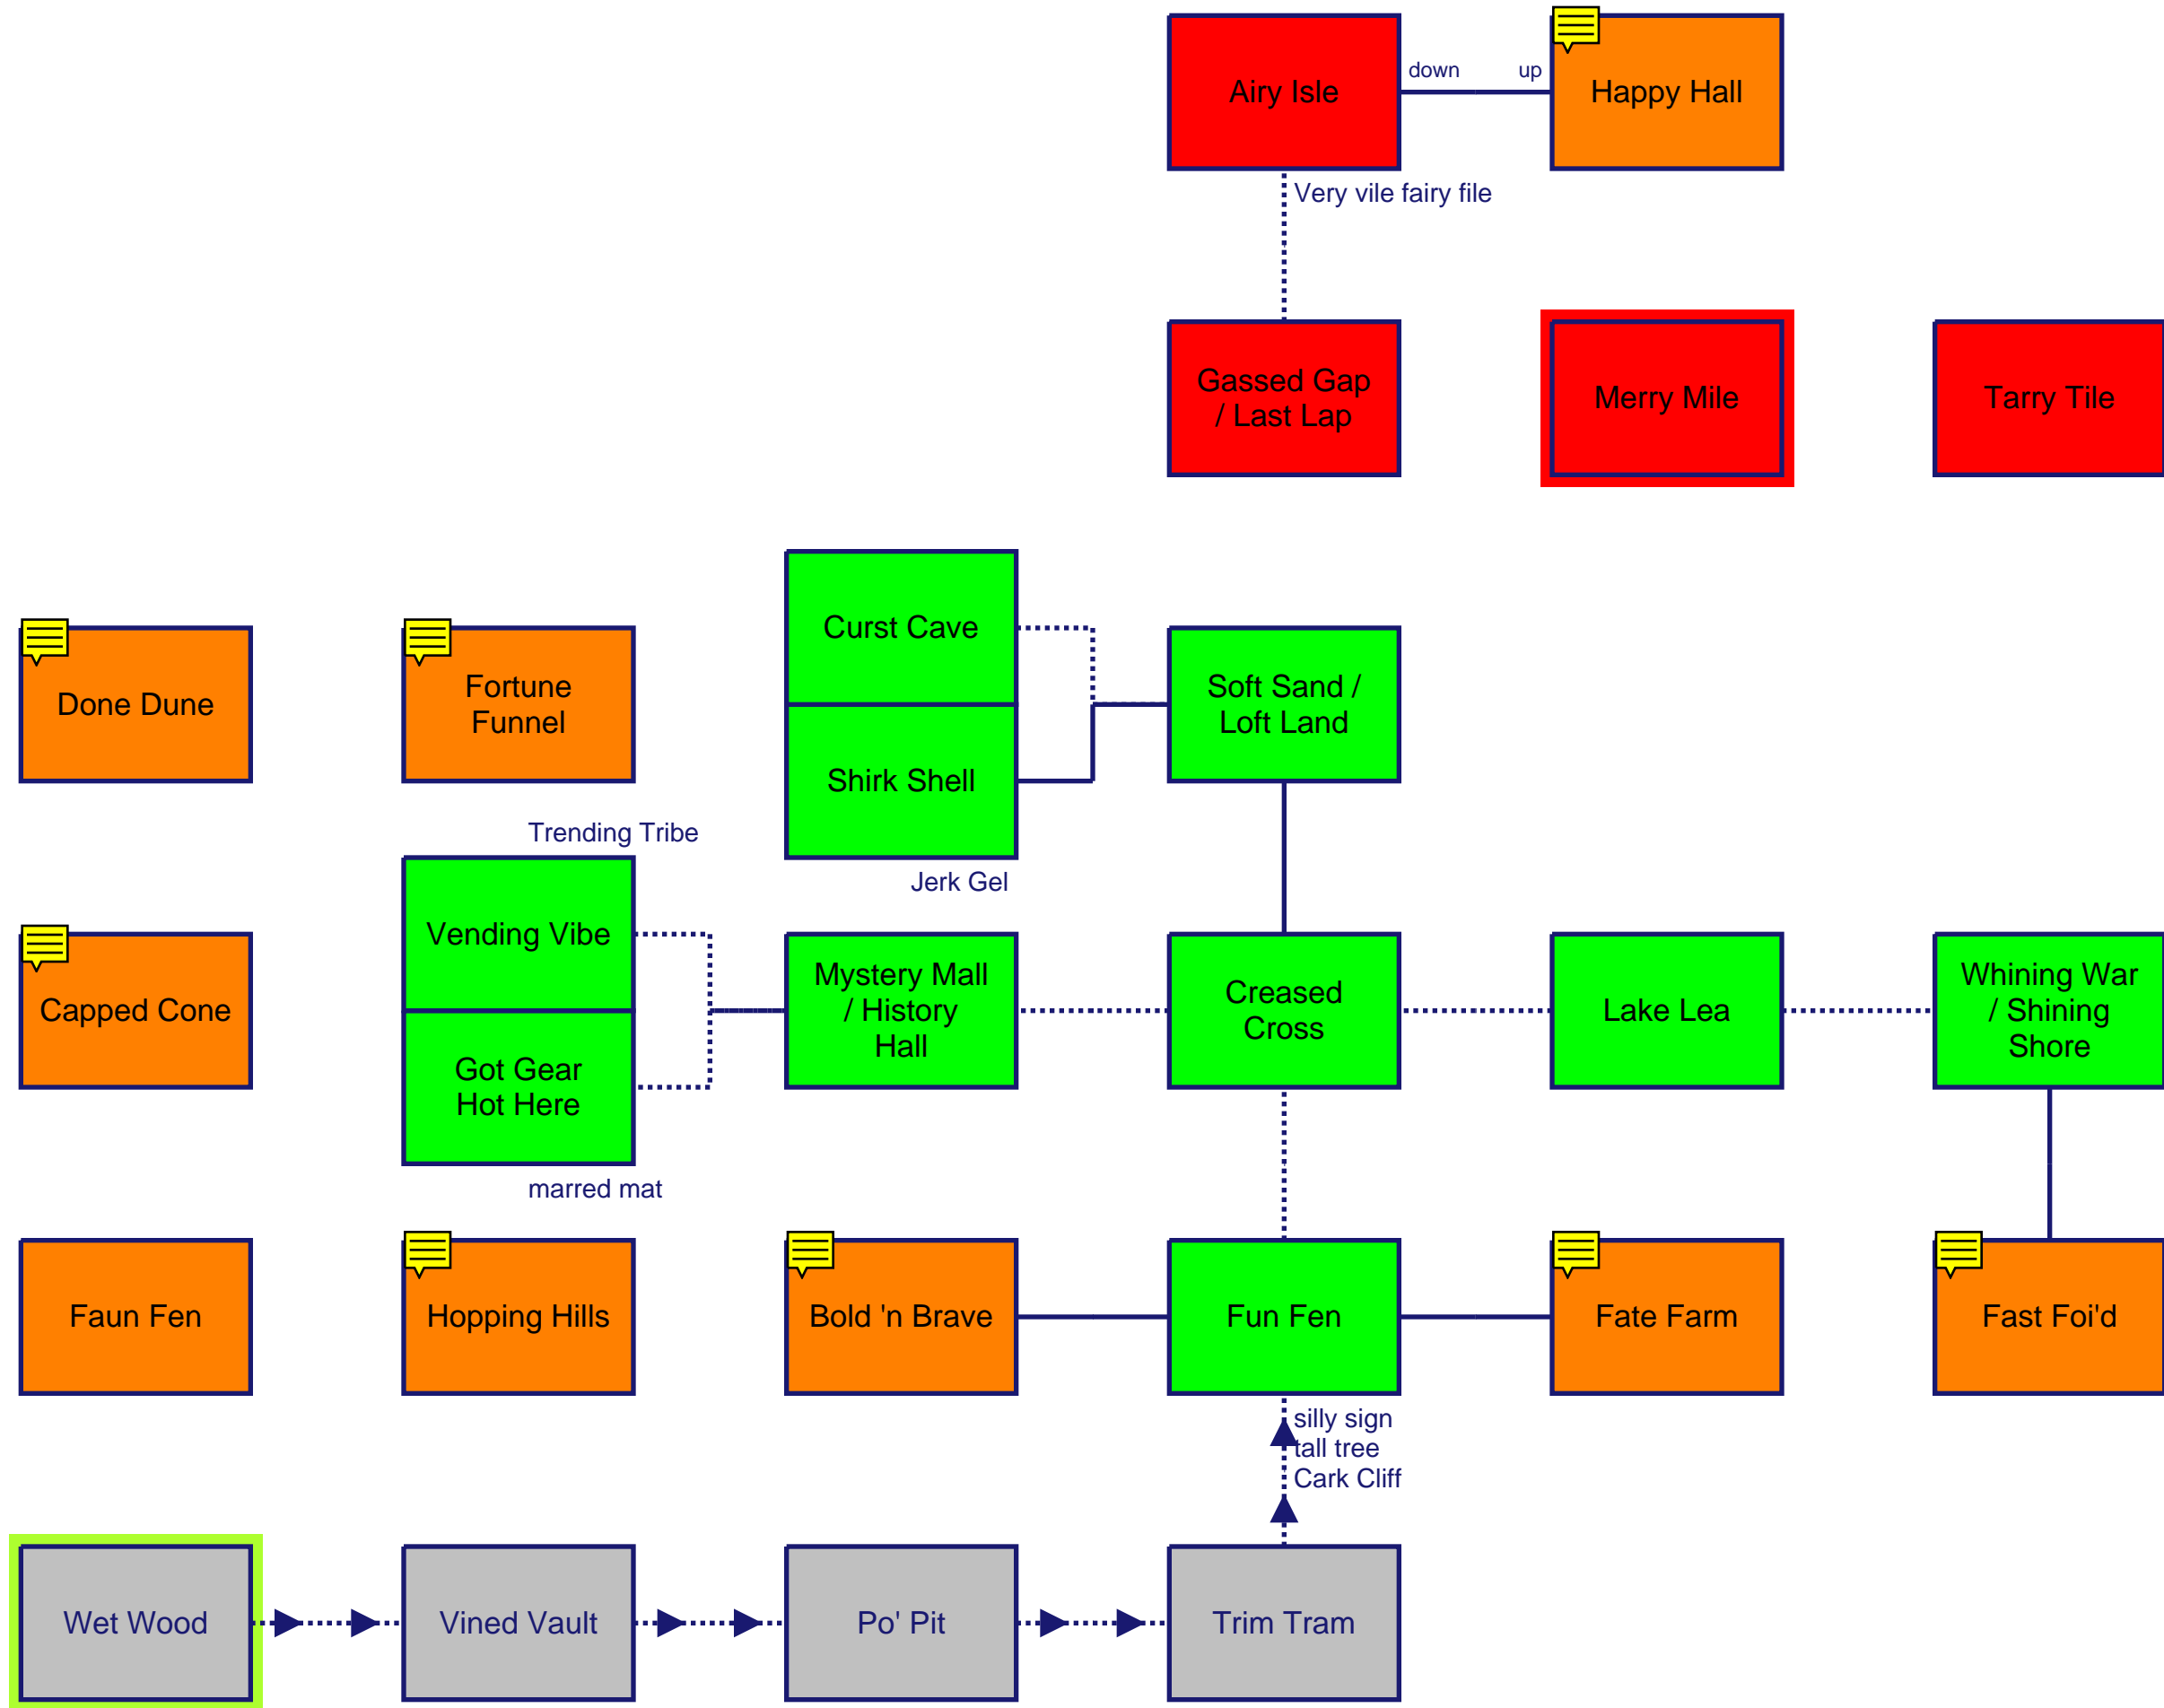 Airy Isle
down
up
Happy Hall
Very vile fairy file
Gassed Gap
/ Last Lap
Merry Mile
Tarry Tile
Curst Cave
Done Dune
Fortune
Funnel
Soft Sand /
Loft Land
Shirk Shell
Trending Tribe
Jerk Gel
Capped Cone
Vending Vibe
Mystery Mall
/ History
Hall
Creased
Cross
Lake Lea
Whining War
/ Shining
Shore
Got Gear
Hot Here
marred mat
Faun Fen
Hopping Hills
Bold 'n Brave
Fun Fen
Fate Farm
Fast Foi'd
silly sign
tall tree
Cark Cliff
Wet Wood
Vined Vault
Po' Pit
Trim Tram